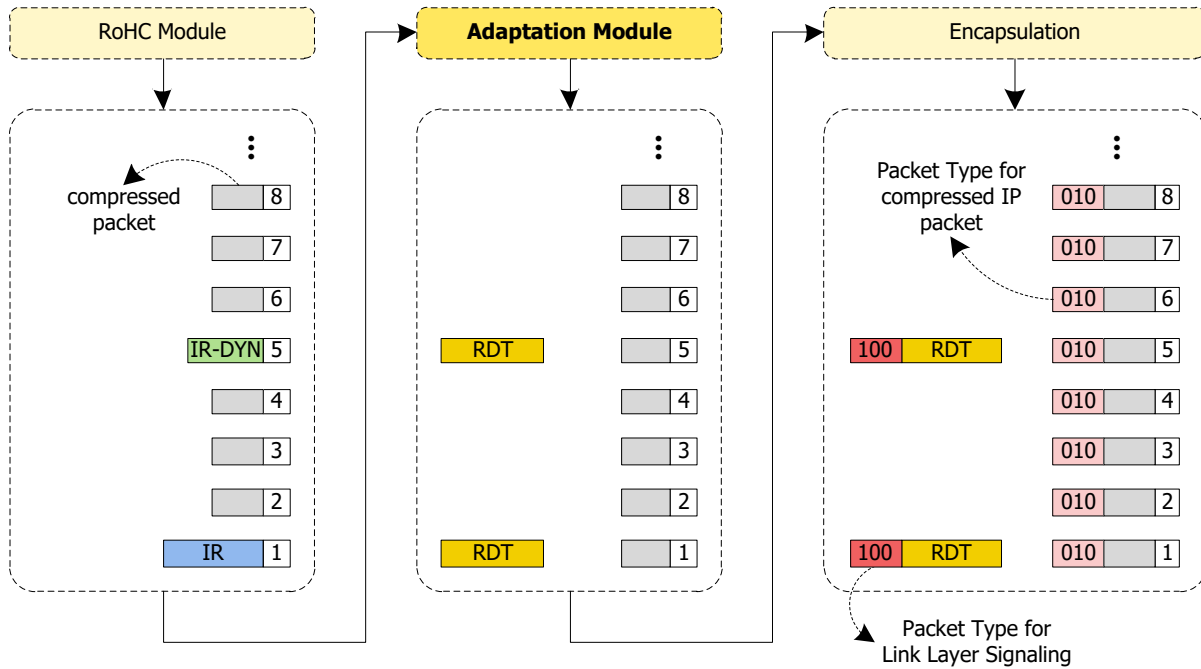 RoHC Module
Adaptation Module
Encapsulation
compressed
packet
8
7
6
IR-DYN 5
4
3
2
IR 1
8
7
6
RDT 5
4
3
2
RDT 1
Packet Type for
compressed IP
packet
010 8
010 7
010 6
100 RDT 010 5
010 4
010 3
010 2
100 RDT 010 1
Packet Type for
Link Layer Signaling